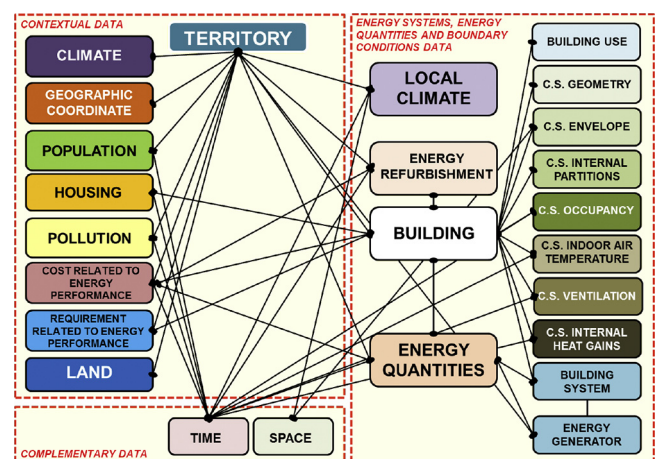 CONTEXTUAL DATA
TERRITORY
CLIMATE
GEOGRAPHIC
COORDINATE
POPULATION
HOUSING
POLLUTION
COST RELATED TO
ENERGY
PERFORMANCE
REQUIREMENT
RELATED TO ENERGY
PERFORMANCE
LAND
TIME
SPACE
COMPLEMENTARY DATA
ENERGY SYSTEMS, ENERGY
QUANTITIES AND BOUNDARY
CONDITIONS DATA
LOCAL
CLIMATE
ENERGY
REFURBISHMENT
BUILDING
ENERGY
QUANTITIES
BUILDING USE
C.S. GEOMETRY
C.S. ENVELOPE
C.S. INTERNAL
PARTITIONS
C.S. OCCUPANCY
C.S. INDOOR AIR
TEMPERATURE
C.S. VENTILATION
C.S. INTERNAL
HEAT GAINS
BUILDING
SYSTEM
ENERGY
GENERATOR